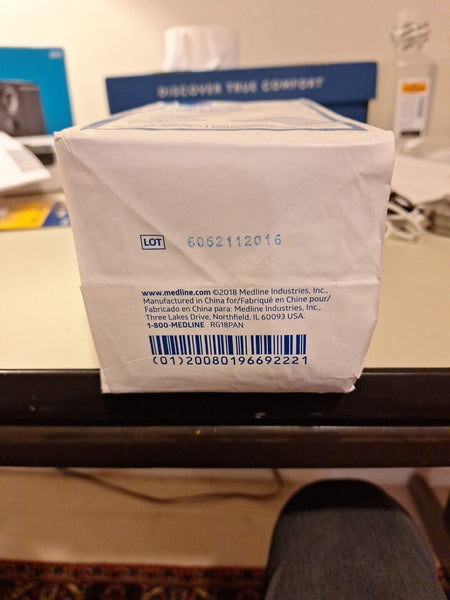 DISCOVER TRUE COMFORT
LOT 6052112016
www.medline.com ©2018 Medline Industries, Inc.,
Manufactured in China for/Fabriqué en Chine pour/
Fabricado en China para: Medline Industries, Inc.,
Three Lakes Drive, Northfield, IL 60093 USA.
1-800-MEDLINE RG18PAN
(01)20080196692221